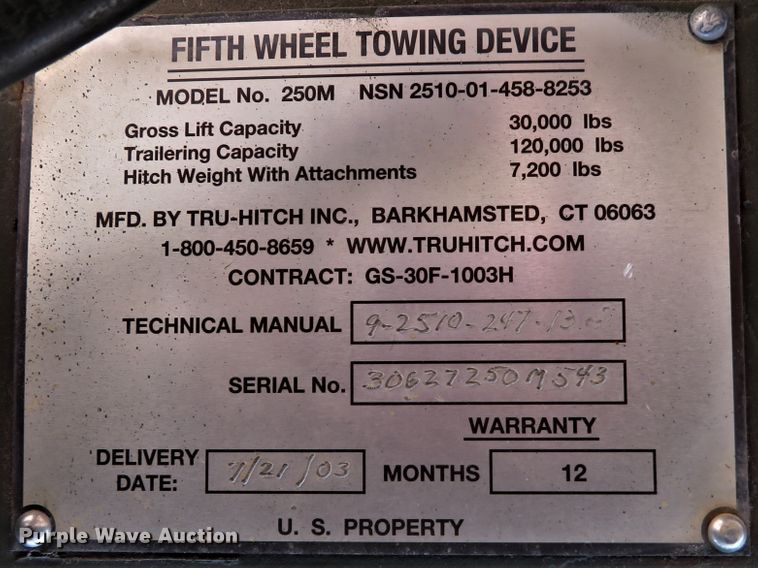 FIFTH WHEEL TOWING DEVICE
MODEL No. 250M NSN 2510-01-458-8253
Gross Lift Capacity 30,000 lbs
Trailering Capacity 120,000 lbs
Hitch Weight With Attachments 7,200 lbs
MFD. BY TRU-HITCH INC., BARKHAMSTED, CT 06063
1-800-450-8659 * WWW.TRUHITCH.COM
CONTRACT: GS-30F-1003H
TECHNICAL MANUAL
SERIAL No. 30627250M543
WARRANTY
DELIVERY DATE: 7/21/03 MONTHS 12
U. S. PROPERTY
Purple Wave Auction